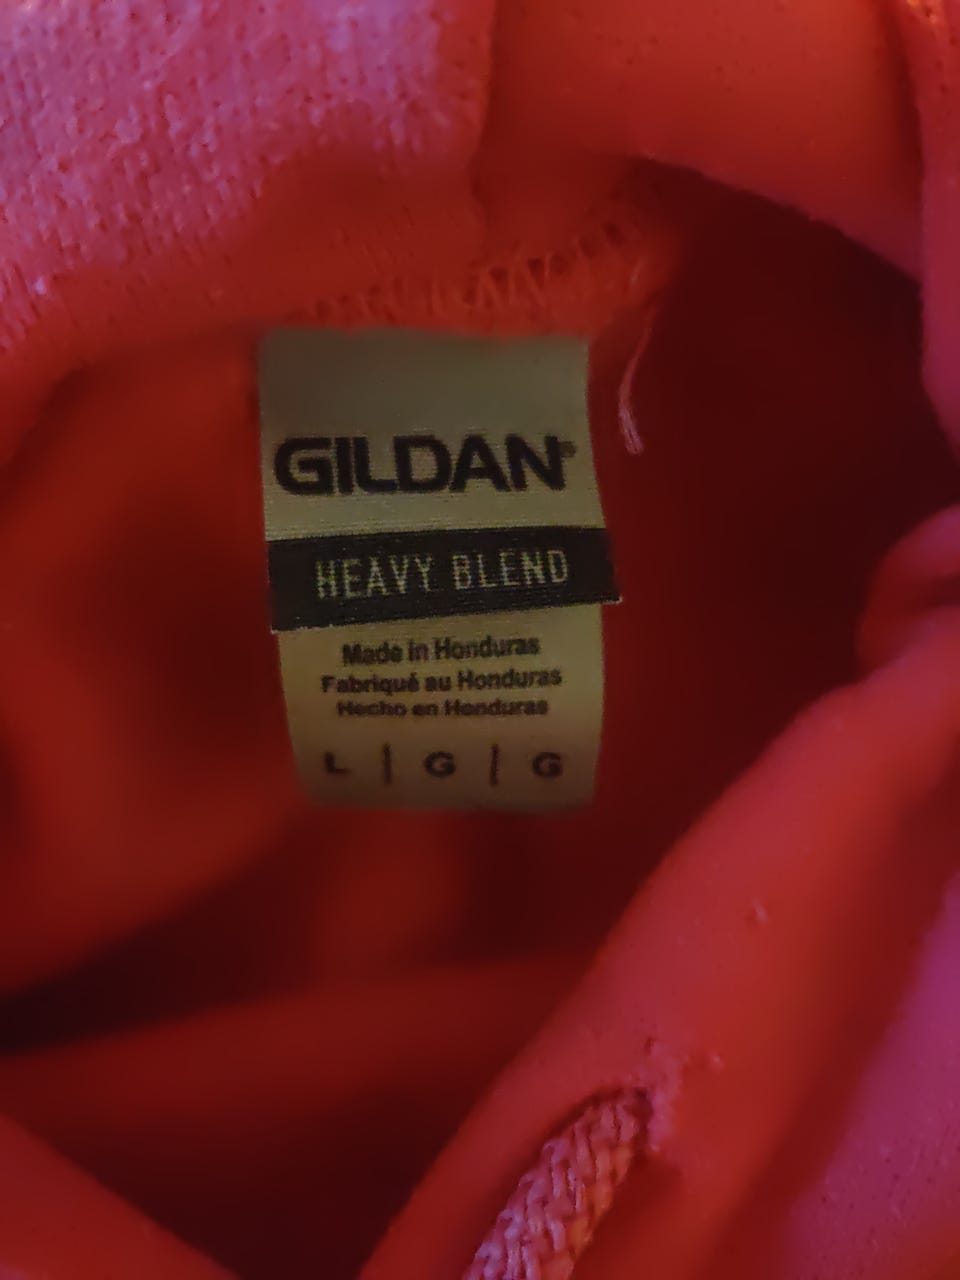 GILDAN®
HEAVY BLEND
Made in Honduras
Fabriqué au Honduras
Hecho en Honduras
L | G | G